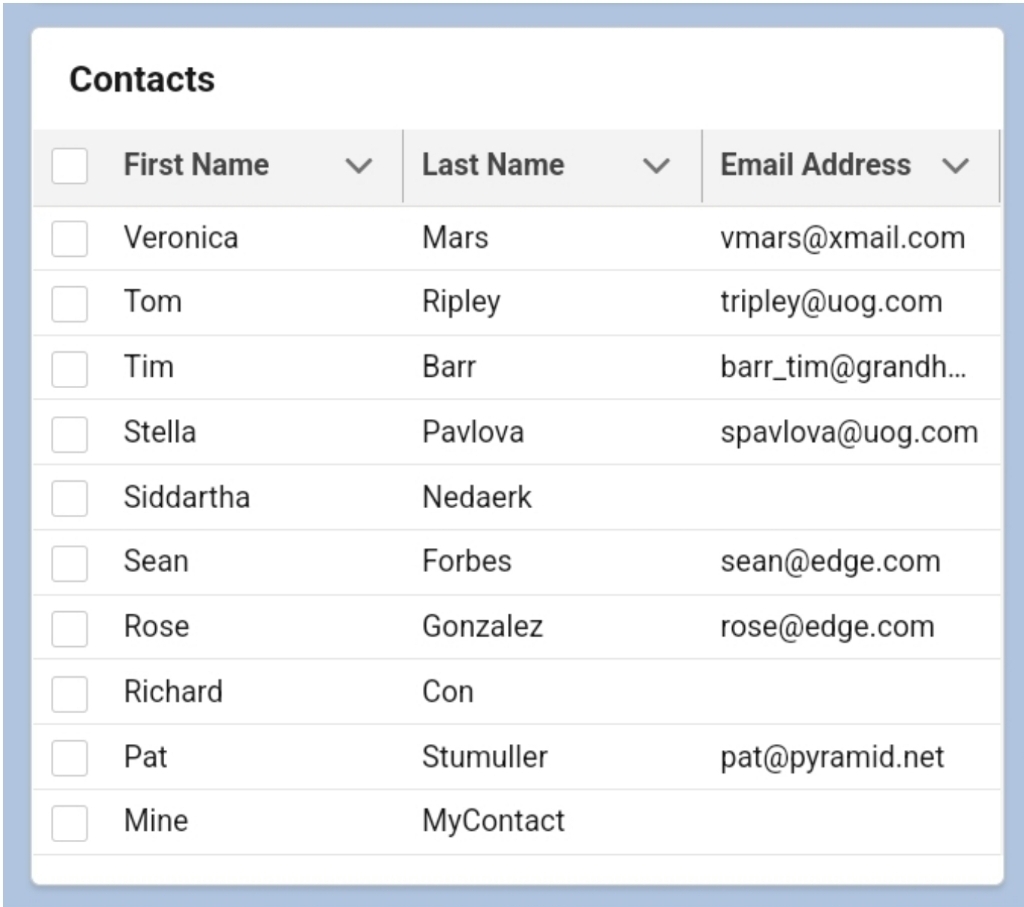 Contacts
First Name Last Name Email Address
Veronica Mars vmars@xmail.com
Tom Ripley tripley@uog.com
Tim Barr barr_tim@grandh...
Stella Pavlova spavlova@uog.com
Siddartha Nedaerk
Sean Forbes sean@edge.com
Rose Gonzalez rose@edge.com
Richard Con
Pat Stumuller pat@pyramid.net
Mine MyContact